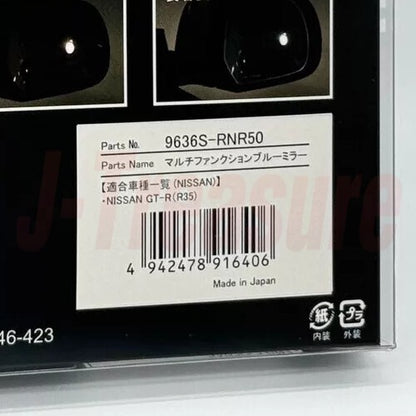 Parts No. 9636S-RNR50
Parts Name マルチファンクションブルーミラー
【適合車種一覧(NISSAN)】
・NISSAN GT-R(R35)
4 942478 916406
Made in Japan
46-423
紙 プラ
内装 外装
J-Treasure